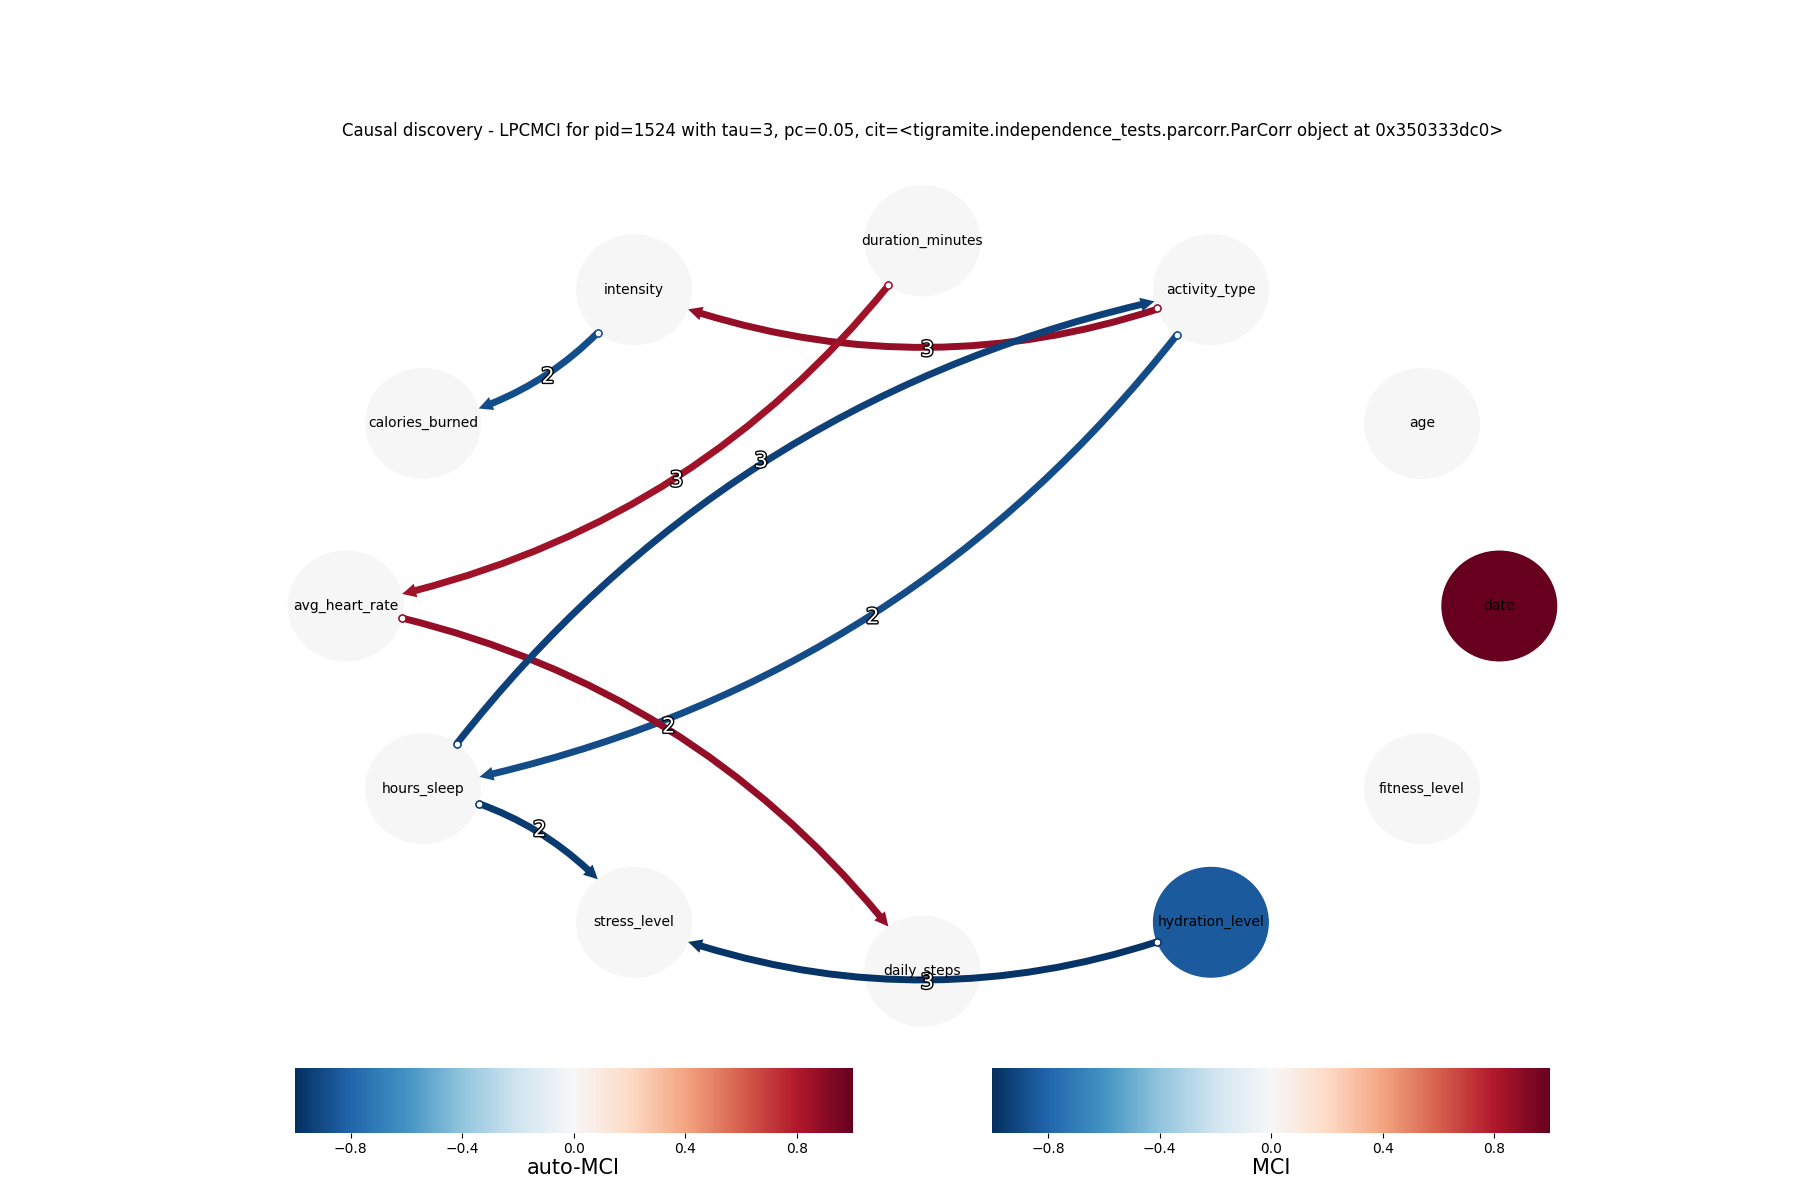 Causal discovery - LPCMCI for pid=1524 with tau=3, pc=0.05, cit=<tigramite.independence_tests.parcorr.ParCorr object at 0x350333dc0>
duration_minutes
intensity
activity_type
3
2
calories_burned
age
3
3
avg_heart_rate
date
2
2
hours_sleep
fitness_level
2
stress_level
hydration_level
daily_steps
3
−0.8 −0.4 0.0 0.4 0.8
auto-MCI
−0.8 −0.4 0.0 0.4 0.8
MCI